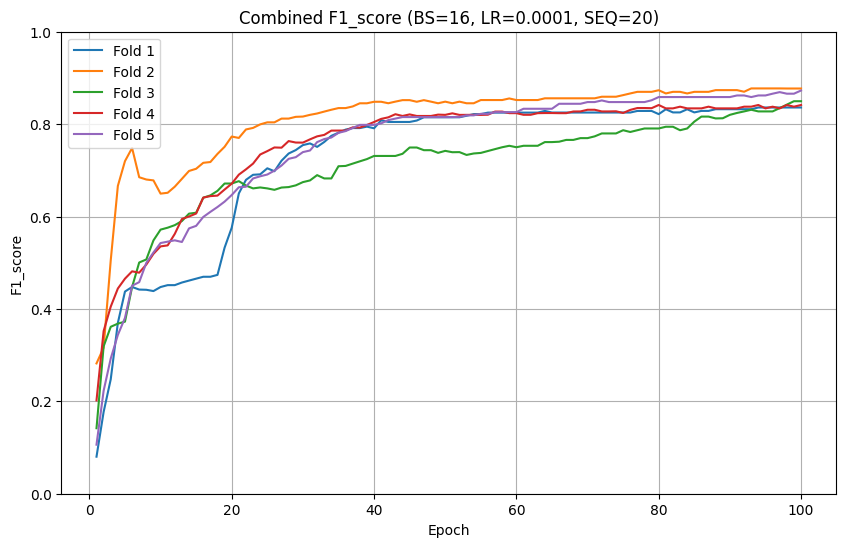 Combined F1_score (BS=16, LR=0.0001, SEQ=20)
Fold 1
Fold 2
Fold 3
Fold 4
Fold 5
F1_score
1.0
0.8
0.6
0.4
0.2
0.0
0 20 40 60 80 100
Epoch